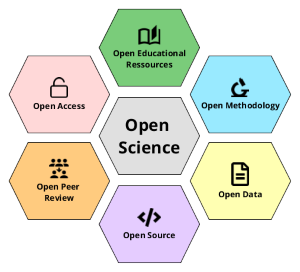 Open Educational
Ressources
Open Access
Open Methodology
Open
Science
Open Peer
Review
Open Data
Open Source